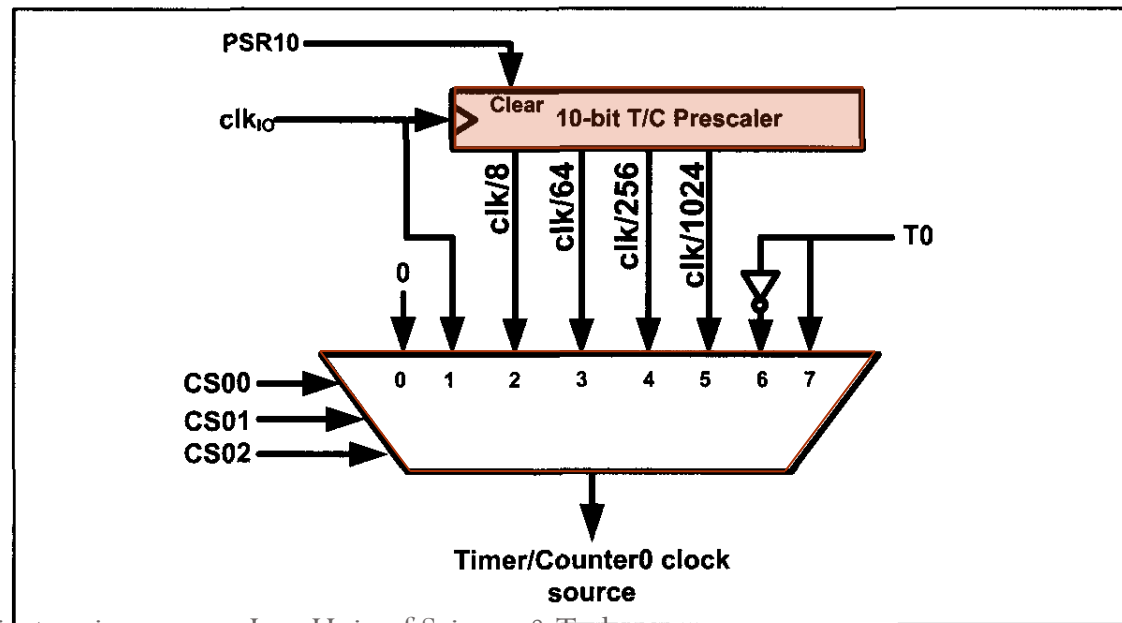 PSR10
Clear
clkIO
10-bit T/C Prescaler
clk/8
clk/64
clk/256
clk/1024
T0
0
0 1 2 3 4 5 6 7
CS00
CS01
CS02
Timer/Counter0 clock
source